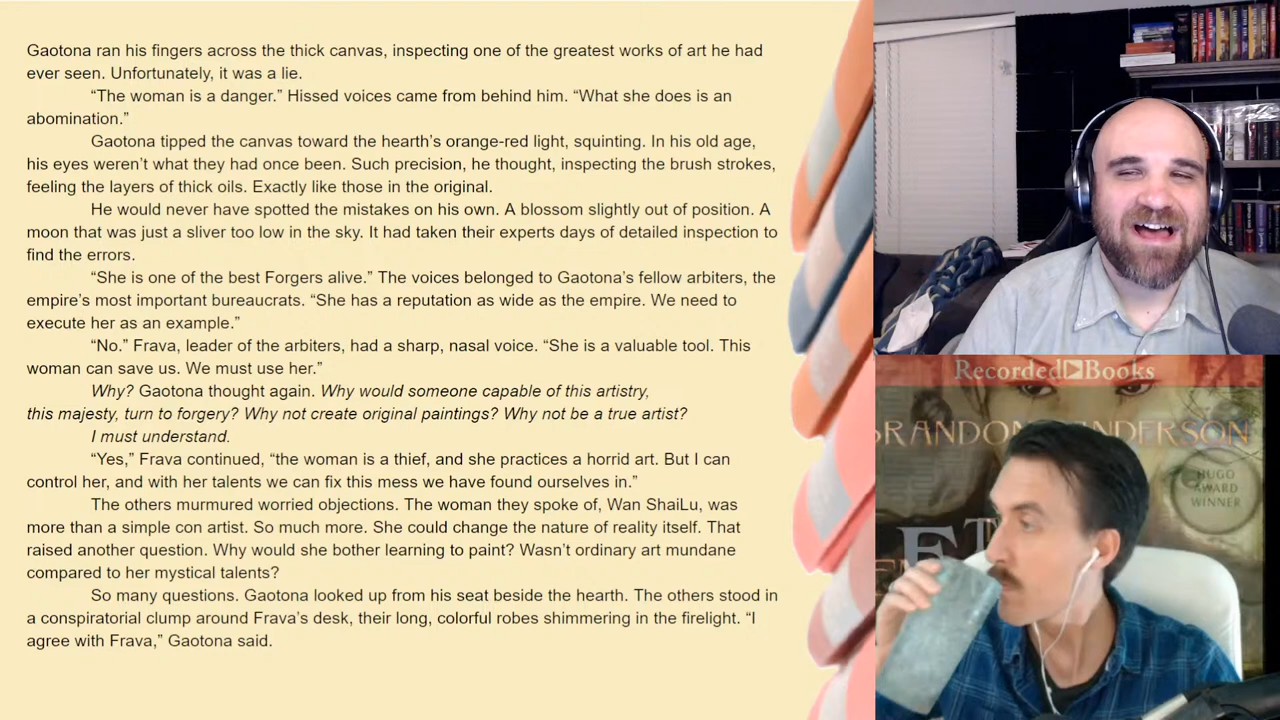 Gaotona ran his fingers across the thick canvas, inspecting one of the greatest works of art he had
ever seen. Unfortunately, it was a lie.
“The woman is a danger.” Hissed voices came from behind him. “What she does is an
abomination.”
Gaotona tipped the canvas toward the hearth’s orange-red light, squinting. In his old age,
his eyes weren’t what they had once been. Such precision, he thought, inspecting the brush strokes,
feeling the layers of thick oils. Exactly like those in the original.
He would never have spotted the mistakes on his own. A blossom slightly out of position. A
moon that was just a sliver too low in the sky. It had taken their experts days of detailed inspection to
find the errors.
“She is one of the best Forgers alive.” The voices belonged to Gaotona’s fellow arbiters, the
empire’s most important bureaucrats. “She has a reputation as wide as the empire. We need to
execute her as an example.”
“No.” Frava, leader of the arbiters, had a sharp, nasal voice. “She is a valuable tool. This
woman can save us. We must use her.”
Why? Gaotona thought again. Why would someone capable of this artistry,
this majesty, turn to forgery? Why not create original paintings? Why not be a true artist?
I must understand.
“Yes,” Frava continued, “the woman is a thief, and she practices a horrid art. But I can
control her, and with her talents we can fix this mess we have found ourselves in.”
The others murmured worried objections. The woman they spoke of, Wan ShaiLu, was
more than a simple con artist. So much more. She could change the nature of reality itself. That
raised another question. Why would she bother learning to paint? Wasn’t ordinary art mundane
compared to her mystical talents?
So many questions. Gaotona looked up from his seat beside the hearth. The others stood in
a conspiratorial clump around Frava’s desk, their long, colorful robes shimmering in the firelight. “I
agree with Frava,” Gaotona said.
Recorded Books
HUGO
AWARD
WINNER